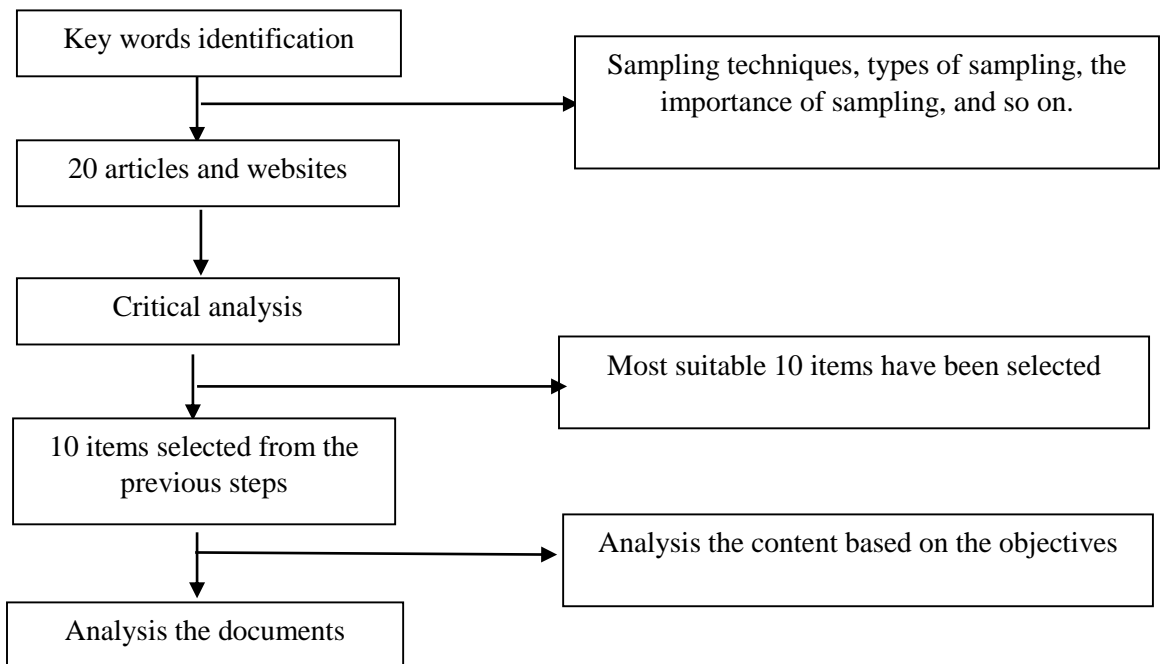 Key words identification
Sampling techniques, types of sampling, the
importance of sampling, and so on.
20 articles and websites
Critical analysis
Most suitable 10 items have been selected
10 items selected from the
previous steps
Analysis the content based on the objectives
Analysis the documents